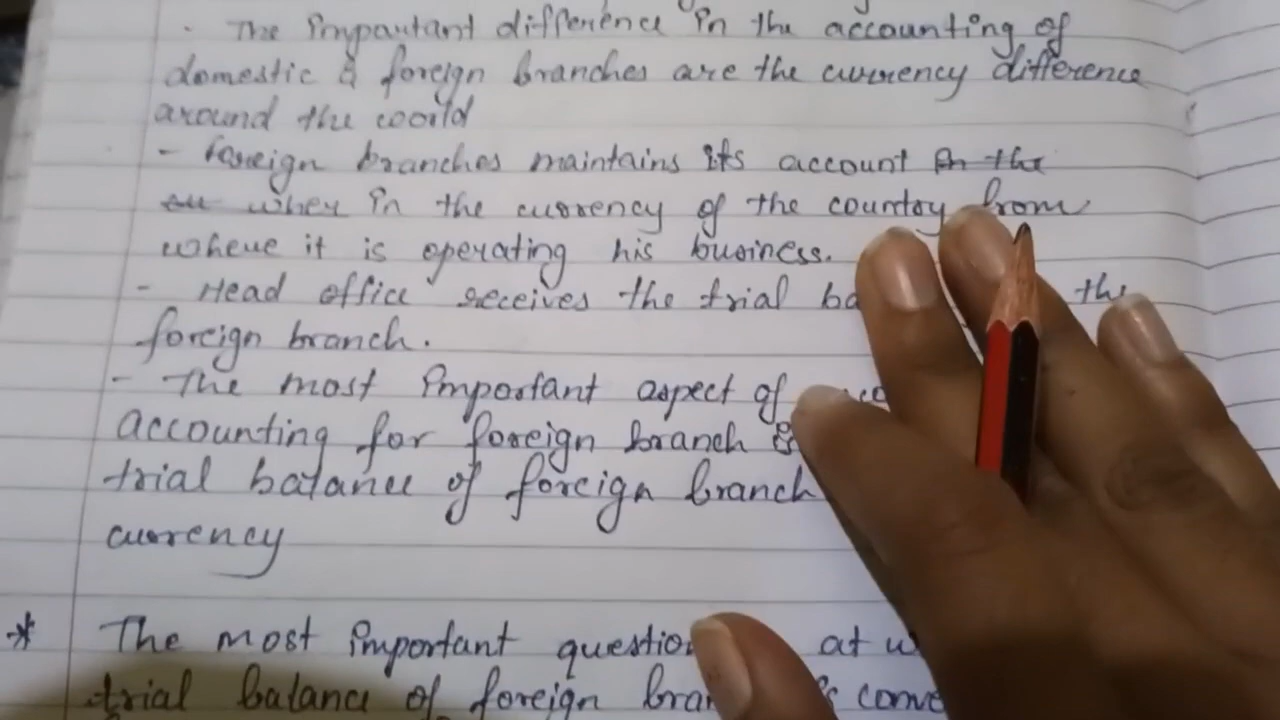 - The important difference in the accounting of
domestic & foreign branches are the currency difference
around the world
- Foreign branches maintains its account in the
when in the currency of the country from
where it is operating his business.
- Head office receives the trial ba the
foreign branch.
- The most important aspect of
accounting for foreign branch
trial balance of foreign branch
currency
* The most important question at
trial balance of foreign conve